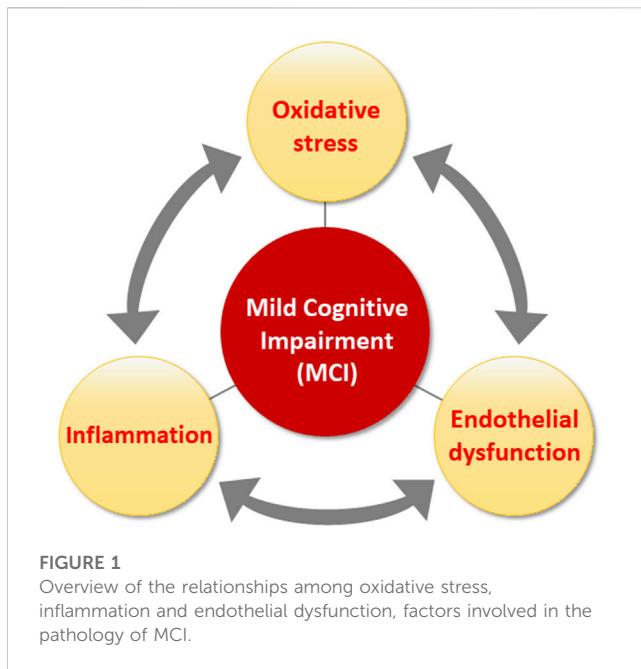 Oxidative
stress
Mild Cognitive
Impairment
(MCI)
Inflammation
Endothelial
dysfunction
FIGURE 1
Overview of the relationships among oxidative stress,
inflammation and endothelial dysfunction, factors involved in the
pathology of MCI.